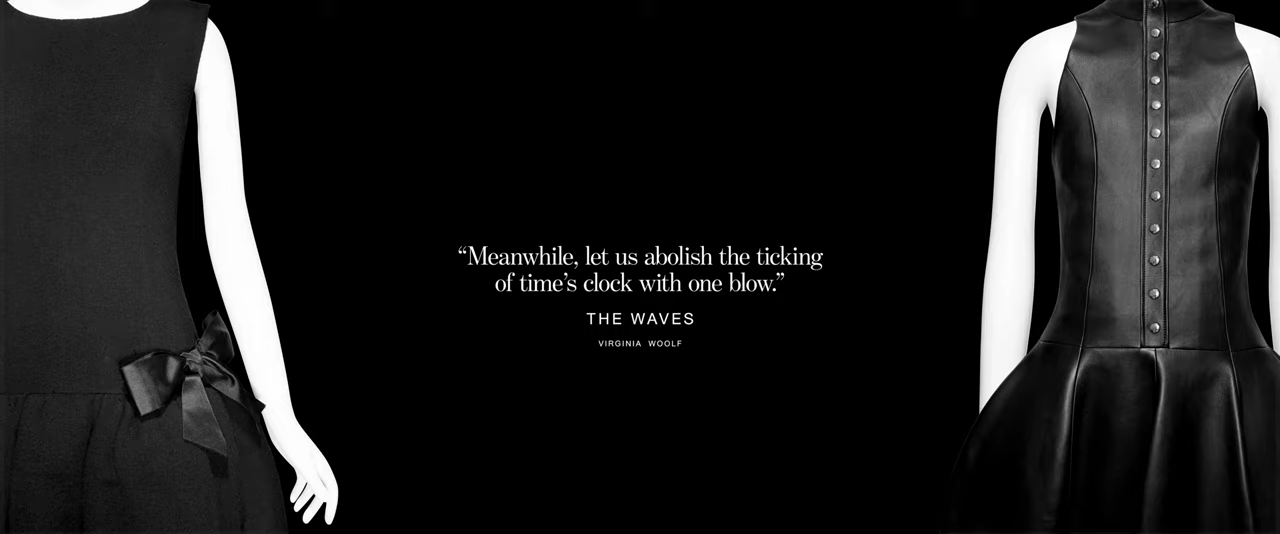 “Meanwhile, let us abolish the ticking
of time’s clock with one blow.”
THE WAVES
VIRGINIA WOOLF